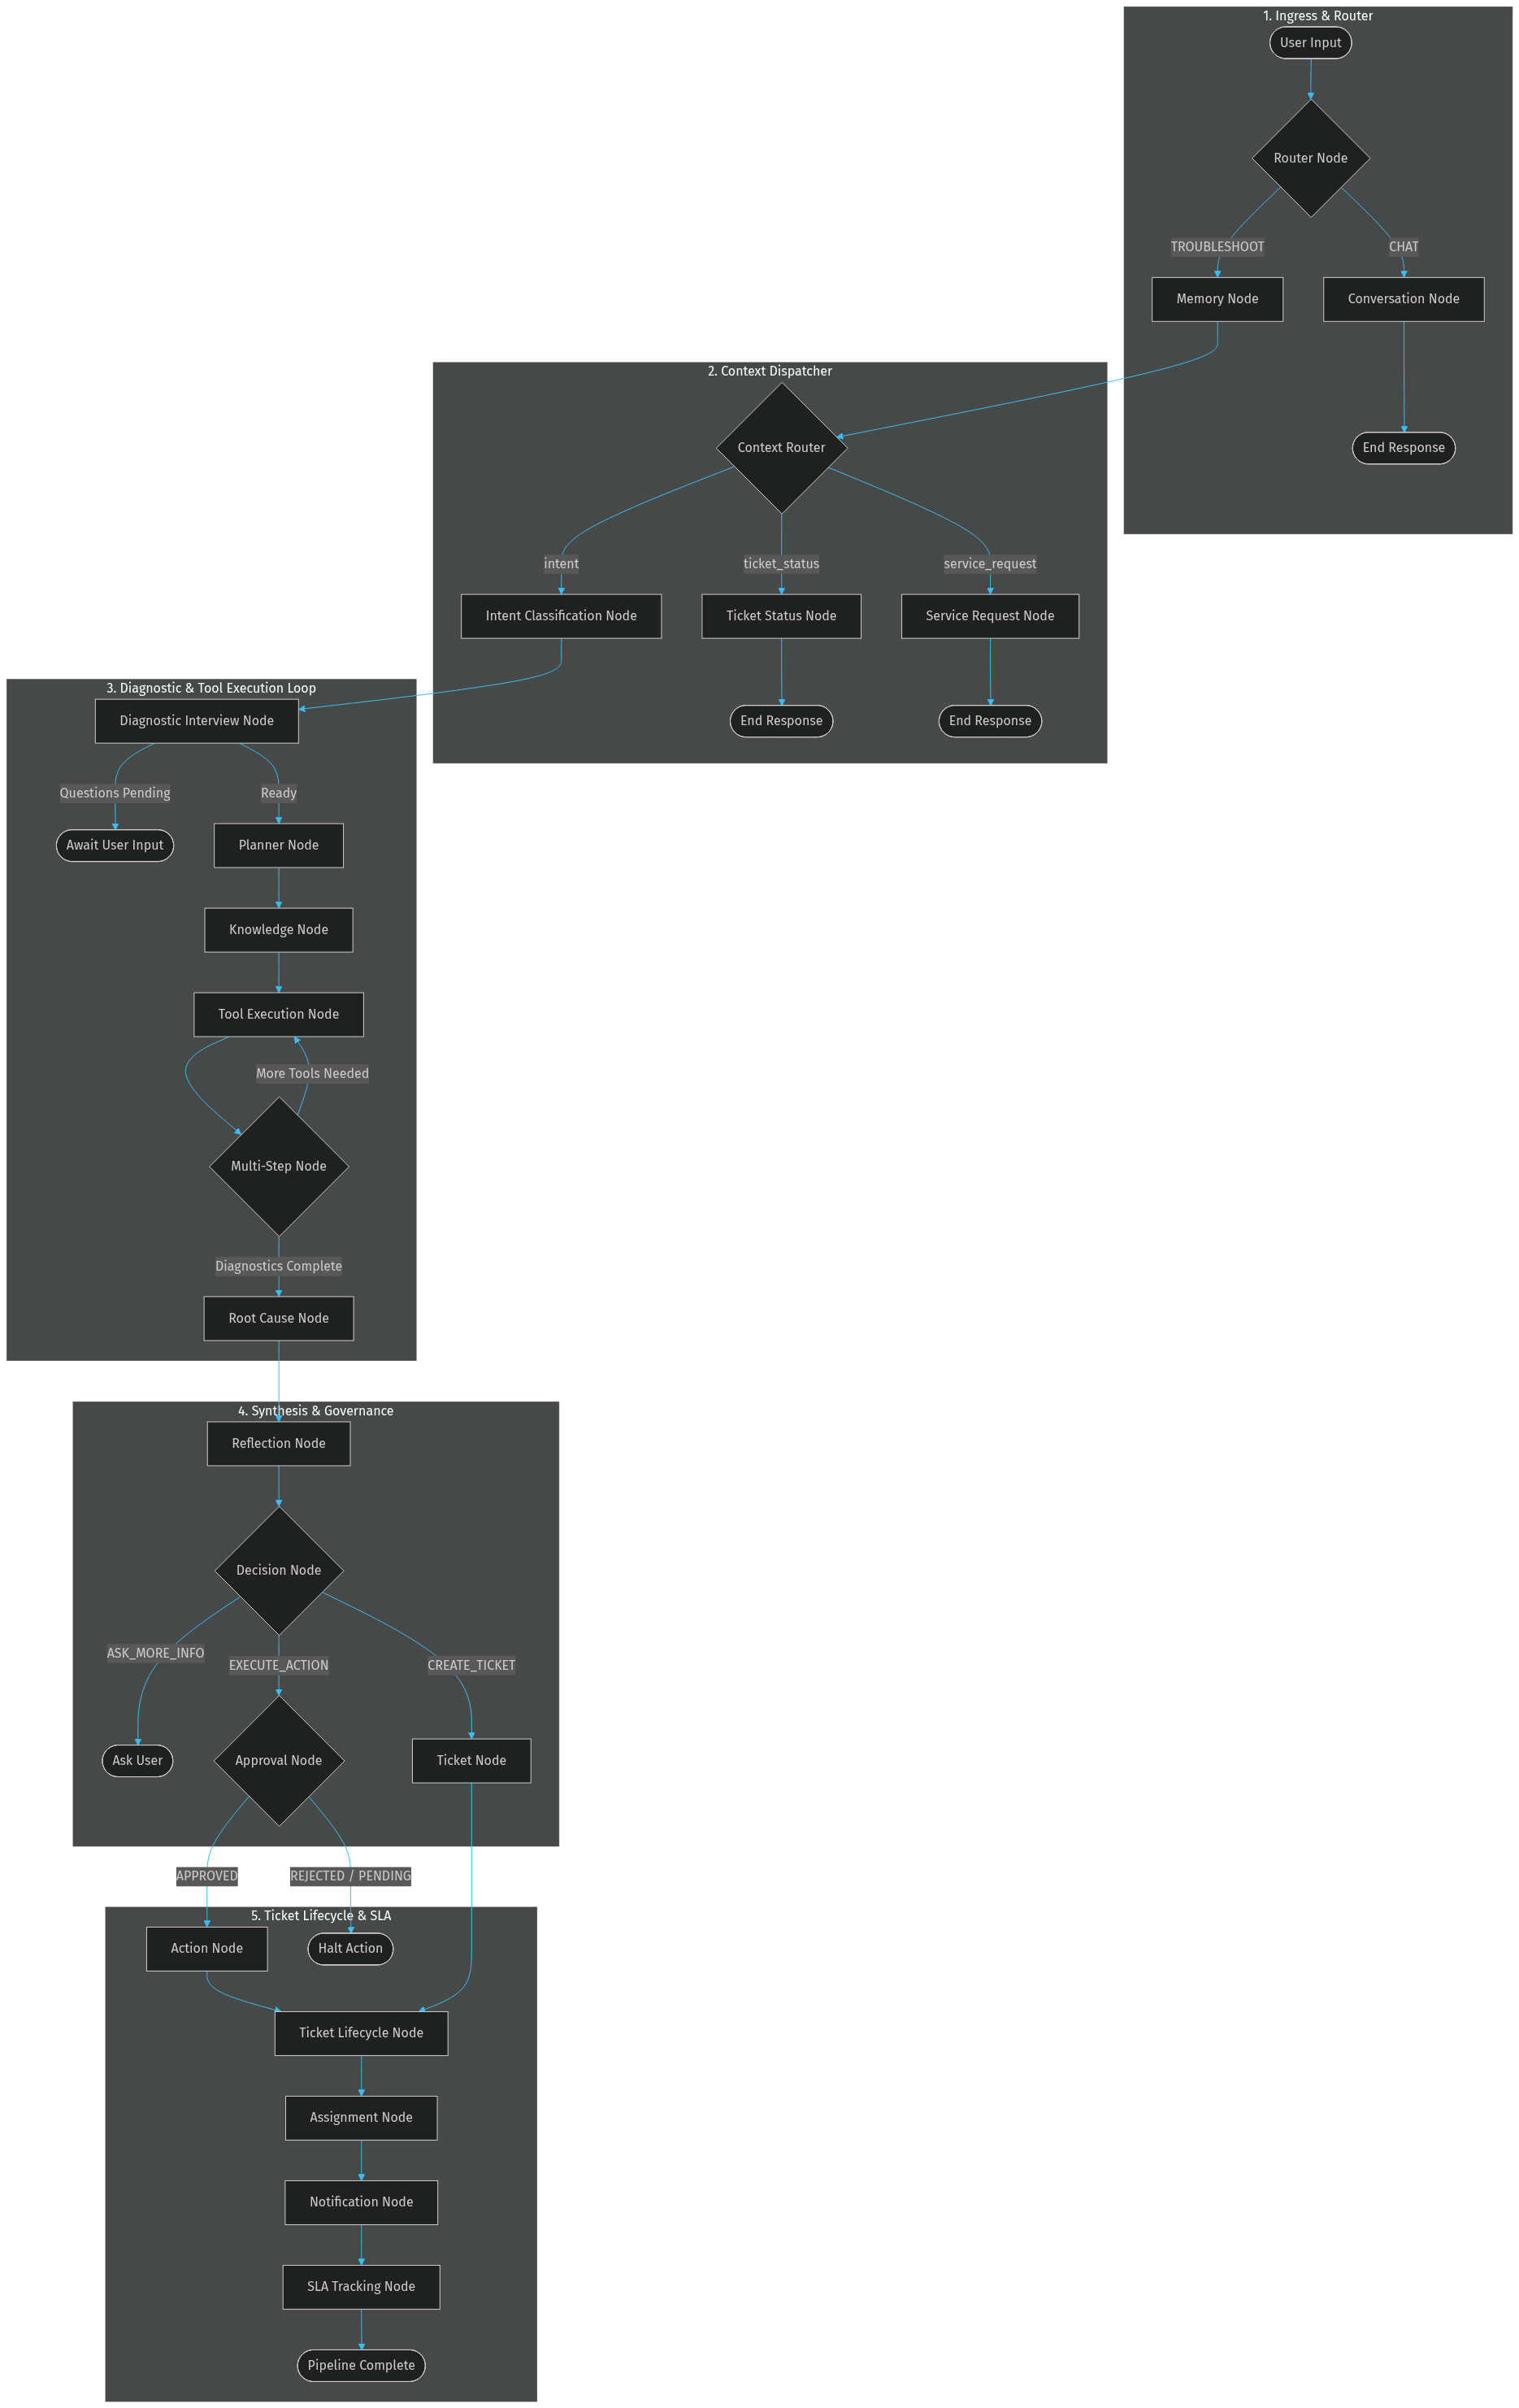 1. Ingress & Router
User Input
Router Node
TROUBLESHOOT
CHAT
Memory Node
Conversation Node
End Response
2. Context Dispatcher
Context Router
intent
ticket_status
service_request
Intent Classification Node
Ticket Status Node
Service Request Node
End Response
End Response
3. Diagnostic & Tool Execution Loop
Diagnostic Interview Node
Questions Pending
Ready
Await User Input
Planner Node
Knowledge Node
Tool Execution Node
More Tools Needed
Multi-Step Node
Diagnostics Complete
Root Cause Node
4. Synthesis & Governance
Reflection Node
Decision Node
ASK_MORE_INFO
EXECUTE_ACTION
CREATE_TICKET
Ask User
Approval Node
Ticket Node
APPROVED
REJECTED / PENDING
5. Ticket Lifecycle & SLA
Action Node
Halt Action
Ticket Lifecycle Node
Assignment Node
Notification Node
SLA Tracking Node
Pipeline Complete